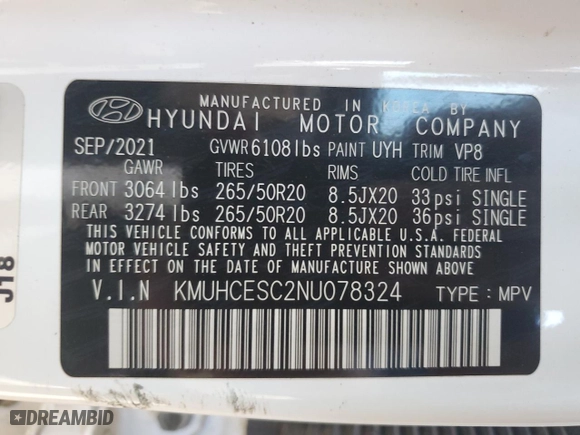 MANUFACTURED IN KOREA BY
HYUNDAI MOTOR COMPANY
SEP/2021 GVWR 6108lbs PAINT UYH TRIM VP8
GAWR TIRES RIMS COLD TIRE INFL
FRONT 3064 lbs 265/50R20 8.5JX20 33psi SINGLE
REAR 3274 lbs 265/50R20 8.5JX20 36psi SINGLE
THIS VEHICLE CONFORMS TO ALL APPLICABLE U.S.A. FEDERAL
MOTOR VEHICLE SAFETY AND THEFT PREVENTION STANDARDS
IN EFFECT ON THE DATE OF MANUFACTURE SHOWN ABOVE.
V.I.N KMUHCESC2NU078324 TYPE : MPV
J18
DREAMBID